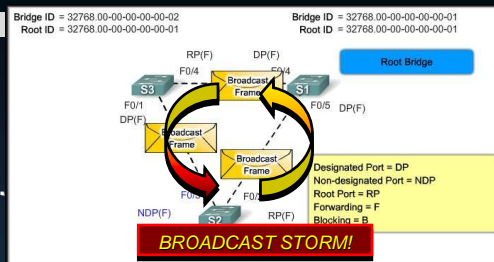 Bridge ID = 32768.00-00-00-00-00-02
Root ID = 32768.00-00-00-00-00-01
Bridge ID = 32768.00-00-00-00-00-01
Root ID = 32768.00-00-00-00-00-01
Root Bridge
RP(F)
DP(F)
F0/4
F0/4
Broadcast
Frame
S3
S1
F0/1
DP(F)
F0/5
DP(F)
Broadcast
Frame
Broadcast
Frame
NDP(F)
S2
RP(F)
Designated Port = DP
Non-designated Port = NDP
Root Port = RP
Forwarding = F
Blocking = B
BROADCAST STORM!